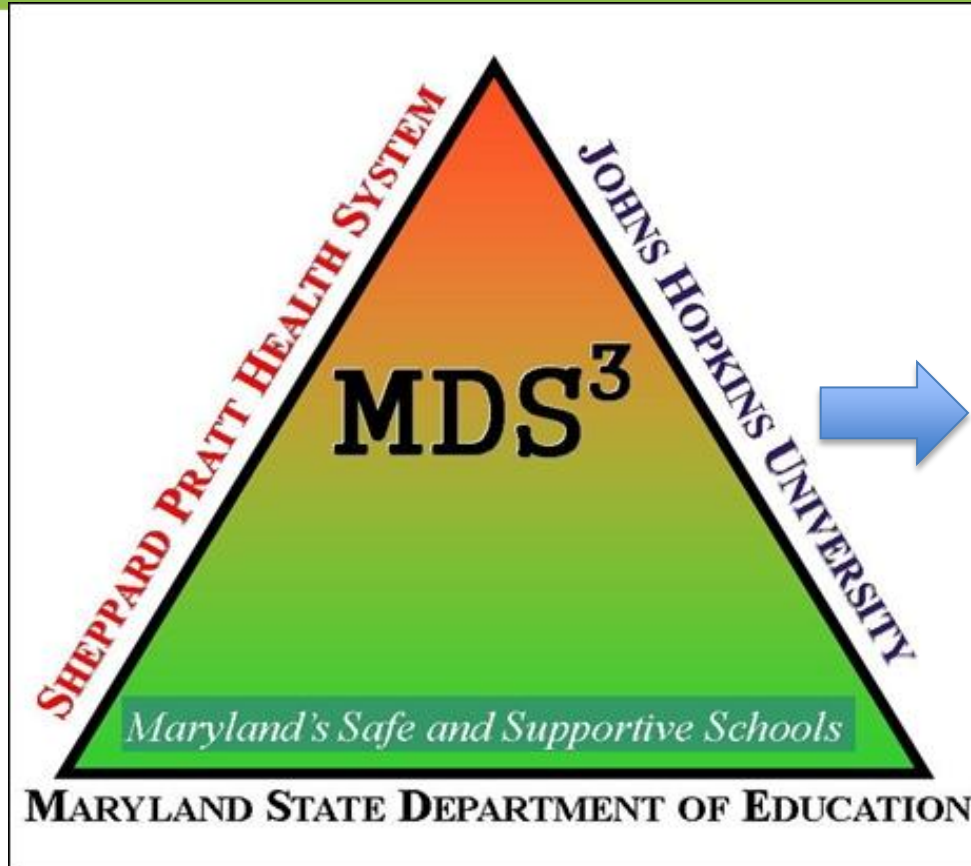 SHEPPARD PRATT HEALTH SYSTEM
JOHNS HOPKINS UNIVERSITY
MDS³
Maryland's Safe and Supportive Schools
MARYLAND STATE DEPARTMENT OF EDUCATION